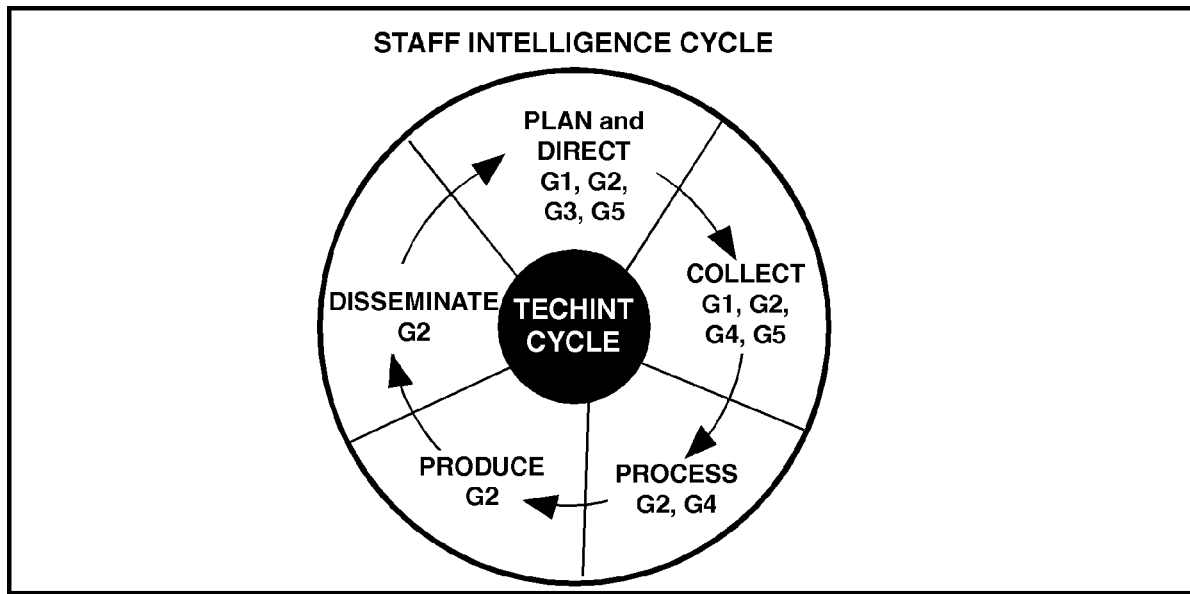 STAFF INTELLIGENCE CYCLE
PLAN and
DIRECT
G1, G2,
G3, G5
COLLECT
G1, G2,
G4, G5
PROCESS
G2, G4
PRODUCE
G2
DISSEMINATE
G2
TECHINT
CYCLE